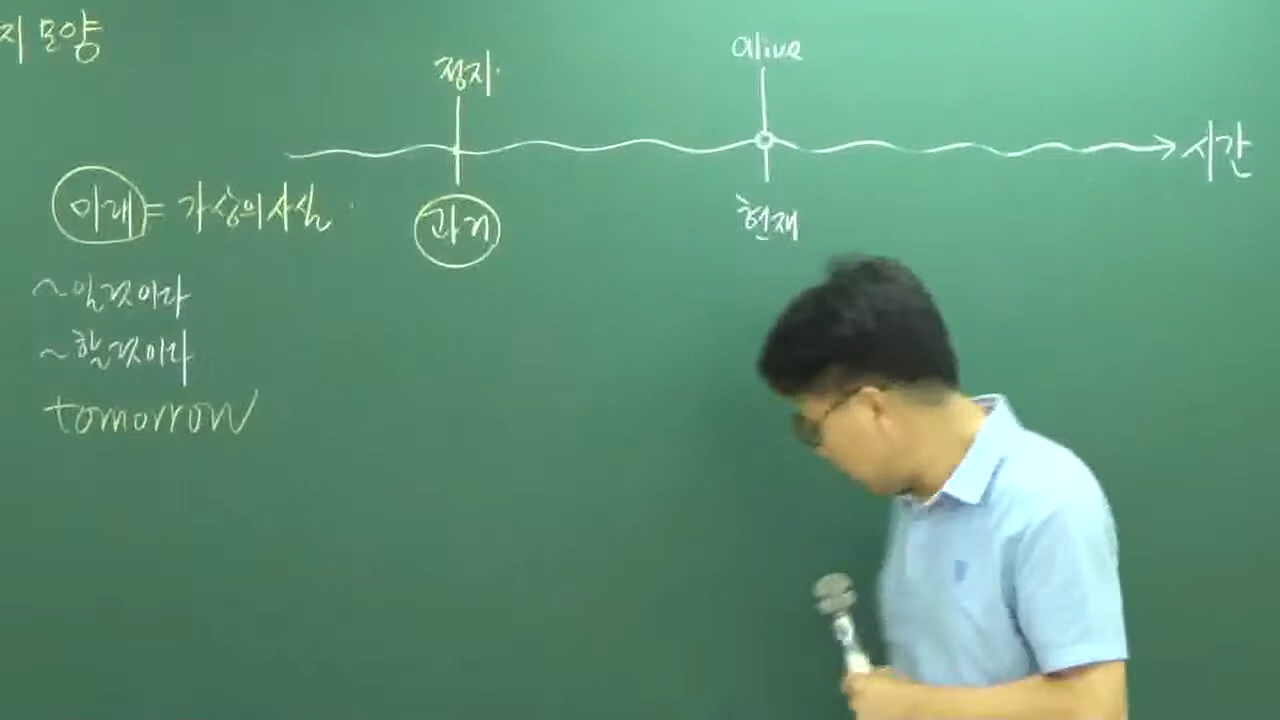 지 모양
정지
alive
시간
미래 = 가상의 사실
과거
현재
~일 것이다
~할 것이다
tomorrow